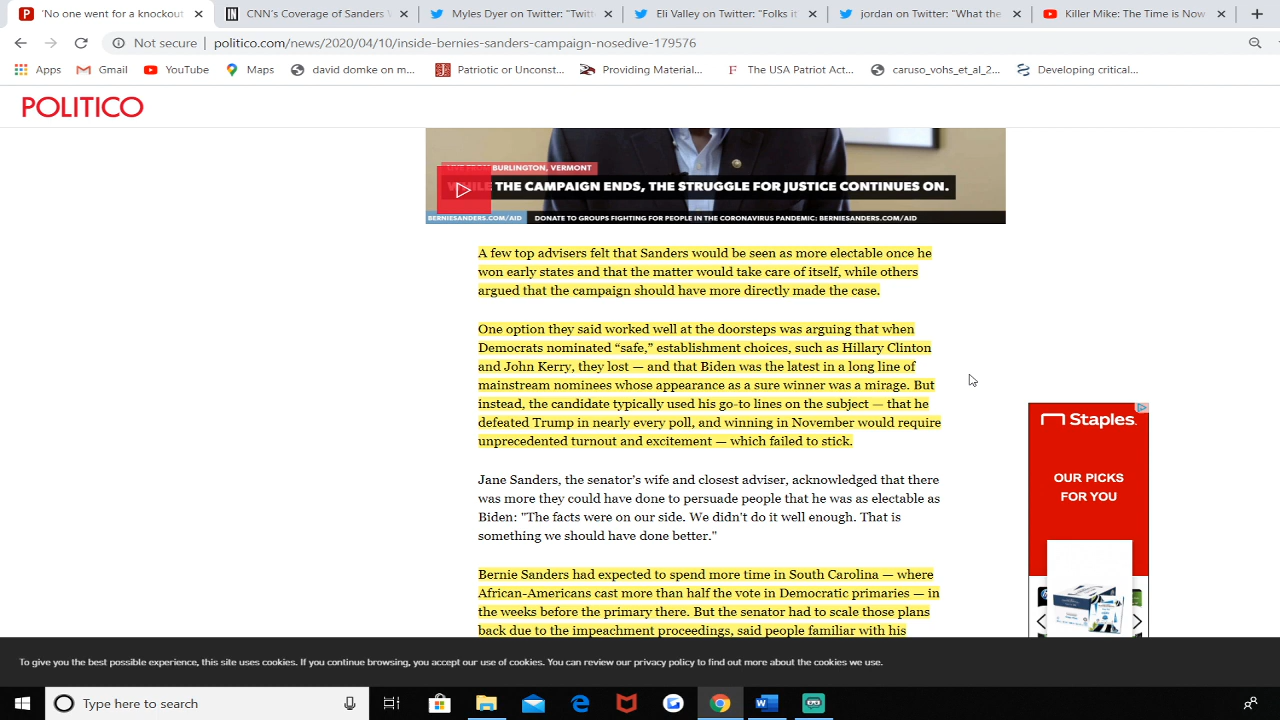 'No one went for a knockout
CNN's Coverage of Sanders
Myles Dyer on Twitter: "Twitt
Eli Valley on Twitter: "Folks it
jordan on Twitter: "What the
Killer Mike: The Time is Now
Not secure | politico.com/news/2020/04/10/inside-bernies-sanders-campaign-nosedive-179576
Apps Gmail YouTube Maps david domke on m... Patriotic or Unconst... Providing Material... The USA Patriot Act... caruso_vohs_et_al_2... Developing critical...
POLITICO
BURLINGTON, VERMONT
THE CAMPAIGN ENDS, THE STRUGGLE FOR JUSTICE CONTINUES ON.
BERNIESANDERS.COM/AID DONATE TO GROUPS FIGHTING FOR PEOPLE IN THE CORONAVIRUS PANDEMIC: BERNIESANDERS.COM/AID
A few top advisers felt that Sanders would be seen as more electable once he
won early states and that the matter would take care of itself, while others
argued that the campaign should have more directly made the case.
One option they said worked well at the doorsteps was arguing that when
Democrats nominated “safe,” establishment choices, such as Hillary Clinton
and John Kerry, they lost — and that Biden was the latest in a long line of
mainstream nominees whose appearance as a sure winner was a mirage. But
instead, the candidate typically used his go-to lines on the subject — that he
defeated Trump in nearly every poll, and winning in November would require
unprecedented turnout and excitement — which failed to stick.
Jane Sanders, the senator’s wife and closest adviser, acknowledged that there
was more they could have done to persuade people that he was as electable as
Biden: "The facts were on our side. We didn't do it well enough. That is
something we should have done better."
Bernie Sanders had expected to spend more time in South Carolina — where
African-Americans cast more than half the vote in Democratic primaries — in
the weeks before the primary there. But the senator had to scale those plans
back due to the impeachment proceedings, said people familiar with his
Staples.
OUR PICKS
FOR YOU
To give you the best possible experience, this site uses cookies. If you continue browsing, you accept our use of cookies. You can review our privacy policy to find out more about the cookies we use.
Type here to search